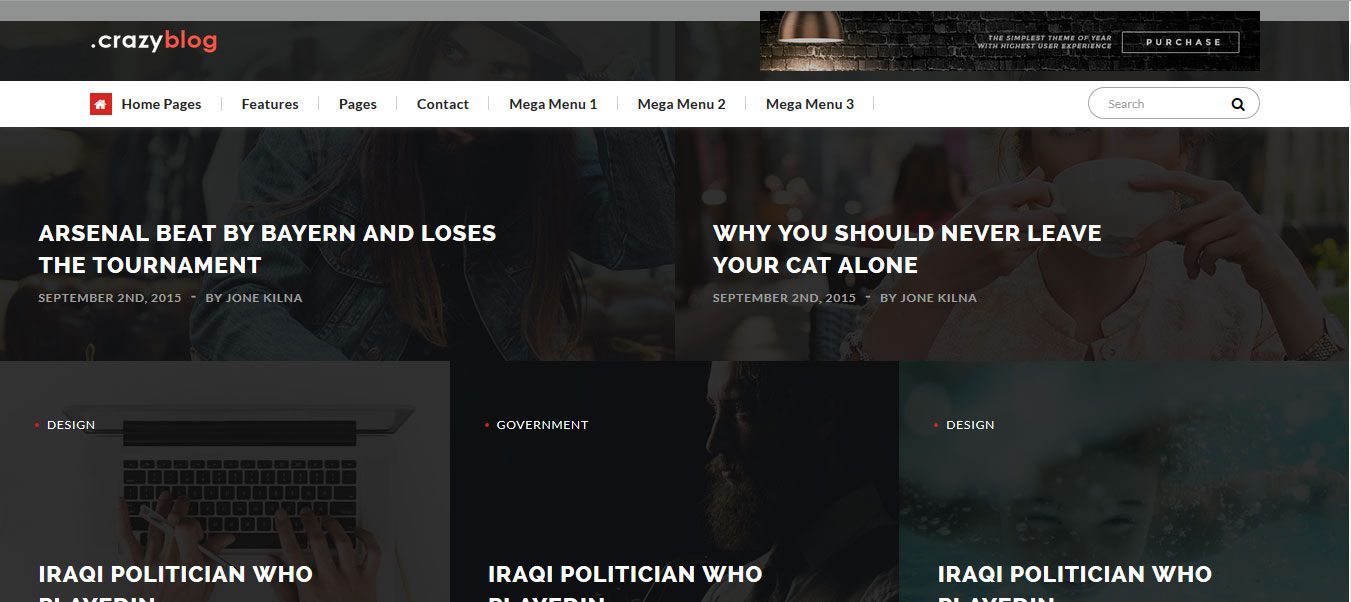 .crazyblog
THE SIMPLEST THEME OF YEAR
WITH HIGHEST USER EXPERIENCE
PURCHASE
Home Pages
Features
Pages
Contact
Mega Menu 1
Mega Menu 2
Mega Menu 3
Search
ARSENAL BEAT BY BAYERN AND LOSES
THE TOURNAMENT
SEPTEMBER 2ND, 2015 - BY JONE KILNA
WHY YOU SHOULD NEVER LEAVE
YOUR CAT ALONE
SEPTEMBER 2ND, 2015 - BY JONE KILNA
• DESIGN
IRAQI POLITICIAN WHO
PLAYEDIN
• GOVERNMENT
IRAQI POLITICIAN WHO
PLAYEDIN
• DESIGN
IRAQI POLITICIAN WHO
PLAYEDIN